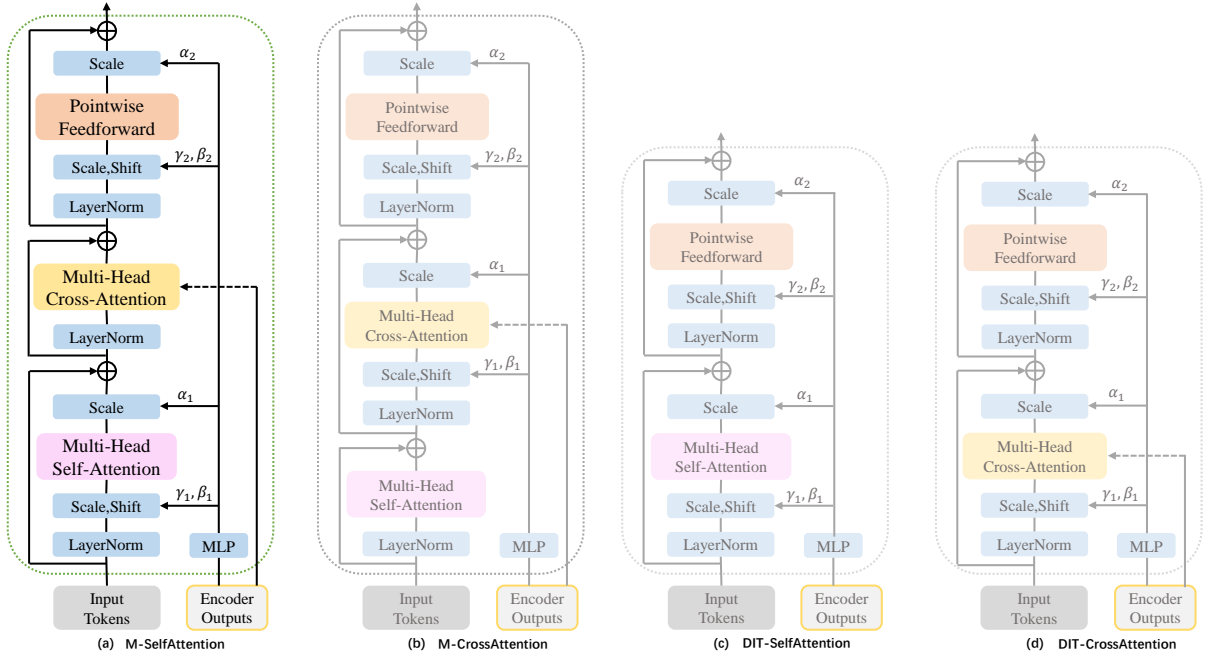 Scale
α₂
Pointwise
Feedforward
Scale,Shift
γ₂, β₂
LayerNorm
Multi-Head
Cross-Attention
LayerNorm
Scale
α₁
Multi-Head
Self-Attention
Scale,Shift
γ₁, β₁
LayerNorm
MLP
Input
Tokens
Encoder
Outputs
(a) M-SelfAttention
Scale
α₂
Pointwise
Feedforward
Scale,Shift
γ₂, β₂
LayerNorm
Scale
α₁
Multi-Head
Cross-Attention
Scale,Shift
γ₁, β₁
LayerNorm
Multi-Head
Self-Attention
LayerNorm
MLP
Input
Tokens
Encoder
Outputs
(b) M-CrossAttention
Scale
α₂
Pointwise
Feedforward
Scale,Shift
γ₂, β₂
LayerNorm
Scale
α₁
Multi-Head
Self-Attention
Scale,Shift
γ₁, β₁
LayerNorm
MLP
Input
Tokens
Encoder
Outputs
(c) DIT-SelfAttention
Scale
α₂
Pointwise
Feedforward
Scale,Shift
γ₂, β₂
LayerNorm
Scale
α₁
Multi-Head
Cross-Attention
Scale,Shift
γ₁, β₁
LayerNorm
MLP
Input
Tokens
Encoder
Outputs
(d) DIT-CrossAttention